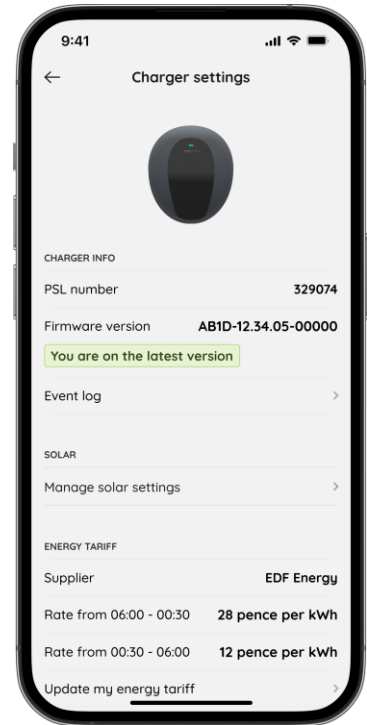 9:41
Charger settings
CHARGER INFO
PSL number 329074
Firmware version AB1D-12.34.05-00000
You are on the latest version
Event log
SOLAR
Manage solar settings
ENERGY TARIFF
Supplier EDF Energy
Rate from 06:00 - 00:30 28 pence per kWh
Rate from 00:30 - 06:00 12 pence per kWh
Update my energy tariff